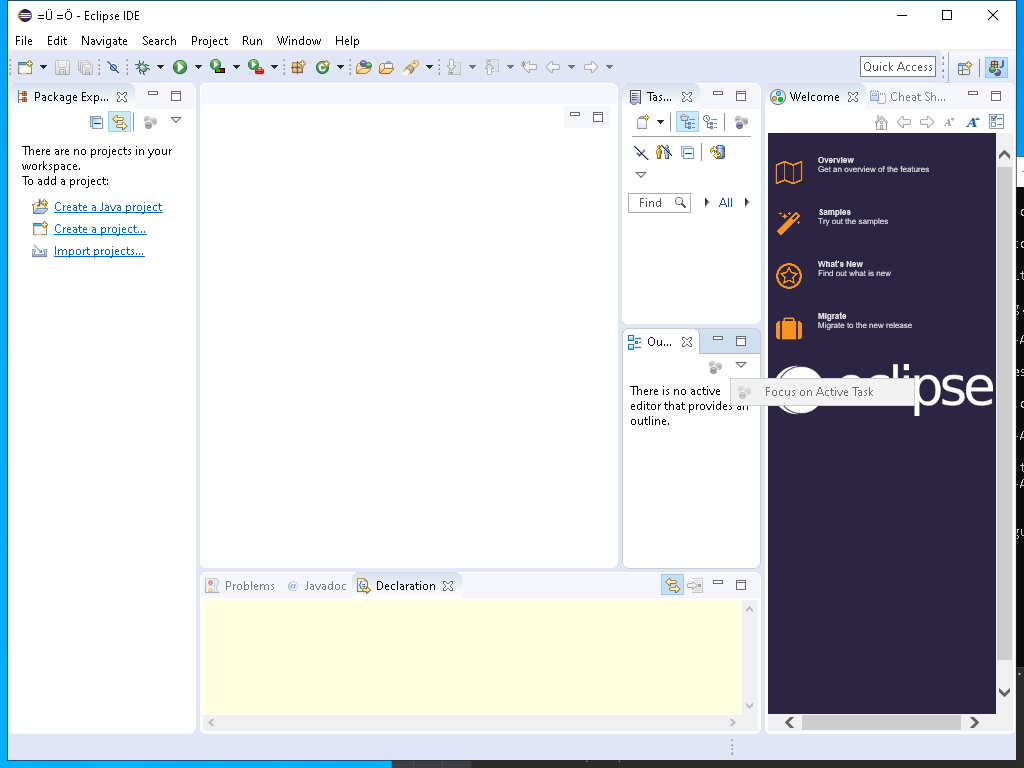 =Ü =Ö - Eclipse IDE
File Edit Navigate Search Project Run Window Help
Quick Access
Package Exp...
There are no projects in your
workspace.
To add a project:
Create a Java project
Create a project...
Import projects...
Tas...
Find
All
Ou...
There is no active
editor that provides an
outline.
Focus on Active Task
Problems
@ Javadoc
Declaration
Welcome
Cheat Sh...
Overview
Get an overview of the features
Samples
Try out the samples
What's New
Find out what is new
Migrate
Migrate to the new release
eclipse